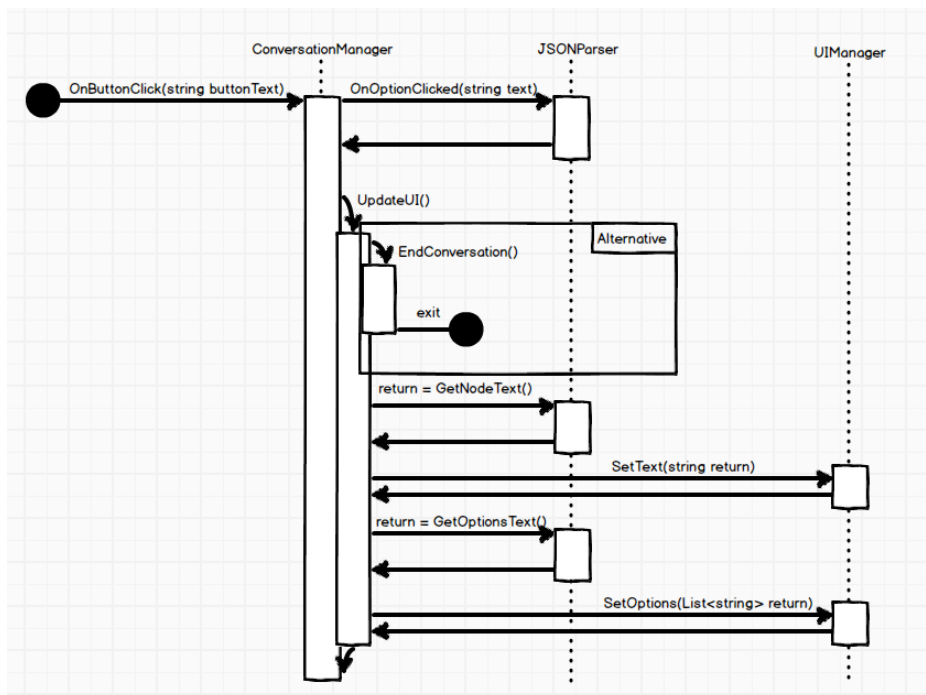 ConversationManager
JSONParser
UIManager
OnButtonClick(string buttonText)
OnOptionClicked(string text)
UpdateUI()
Alternative
EndConversation()
exit
return = GetNodeText()
SetText(string return)
return = GetOptionsText()
SetOptions(List<string> return)